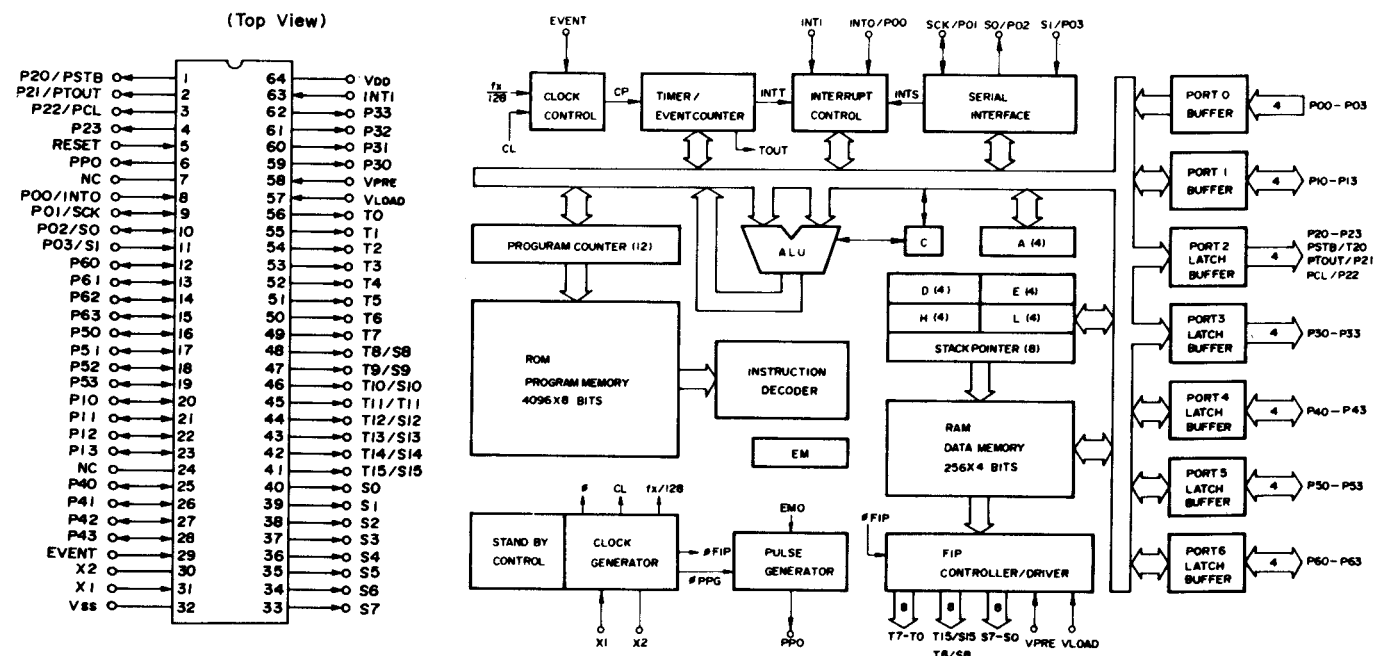 (Top View)
P20/PSTB 1 64 VDD
P21/PTOUT 2 63 INT1
P22/PCL 3 62 P33
P23 4 61 P32
RESET 5 60 P31
PPO 6 59 P30
NC 7 58 VPRE
P00/INTO 8 57 VLOAD
P01/SCK 9 56 T0
P02/SO 10 55 T1
P03/SI 11 54 T2
P60 12 53 T3
P61 13 52 T4
P62 14 51 T5
P63 15 50 T6
P50 16 49 T7
P51 17 48 T8/S8
P52 18 47 T9/S9
P53 19 46 T10/S10
P10 20 45 T11/T11
P11 21 44 T12/S12
P12 22 43 T13/S13
P13 23 42 T14/S14
NC 24 41 T15/S15
P40 25 40 S0
P41 26 39 S1
P42 27 38 S2
P43 28 37 S3
EVENT 29 36 S4
X2 30 35 S5
X1 31 34 S6
Vss 32 33 S7
EVENT
INT1
INTO/P00
SCK/P01
SO/P02
SI/P03
fx
128
CL
CLOCK
CONTROL
CP
TIMER/
EVENTCOUNTER
INTT
TOUT
INTERRUPT
CONTROL
INTS
SERIAL
INTERFACE
PROGURAM COUNTER (12)
ALU
C
A (4)
D (4)
E (4)
H (4)
L (4)
STACK POINTER (8)
ROM
PROGRAM MEMORY
4096X8 BITS
INSTRUCTION
DECODER
EM
RAM
DATA MEMORY
256X4 BITS
ø
CL
fx/128
STAND BY
CONTROL
CLOCK
GENERATOR
øFIP
øPPG
X1
X2
EMO
PULSE
GENERATOR
PPO
øFIP
FIP
CONTROLLER/DRIVER
8
8
8
T7-T0
T15/S15
T8/S8
S7-S0
VPRE
VLOAD
PORT 0
BUFFER
4
P00-P03
PORT 1
BUFFER
4
P10-P13
PORT 2
LATCH
BUFFER
4
P20-P23
PSTB/T20
PTOUT/P21
PCL/P22
PORT3
LATCH
BUFFER
4
P30-P33
PORT 4
LATCH
BUFFER
4
P40-P43
PORT 5
LATCH
BUFFER
4
P50-P53
PORT6
LATCH
BUFFER
4
P60-P63